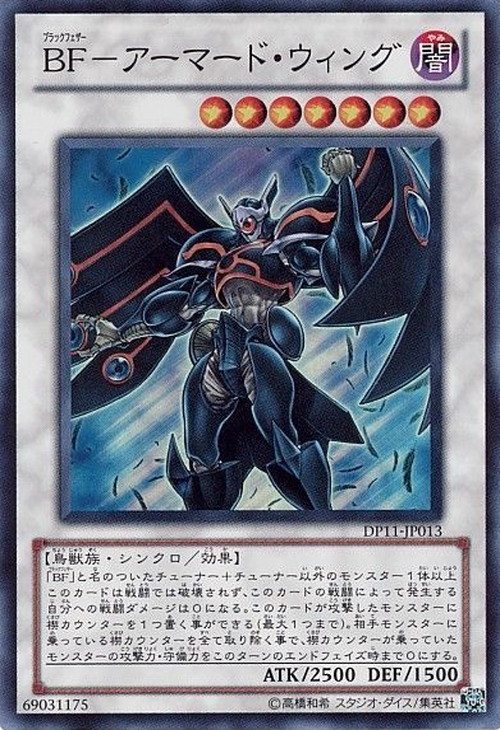 ブラックフェザー
BF－アーマード・ウィング
やみ
闇
DP11-JP013
【鳥獣族・シンクロ／効果】
「BF」と名のついたチューナー＋チューナー以外のモンスター１体以上
このカードは戦闘では破壊されず、このカードの戦闘によって発生する
自分への戦闘ダメージは０になる。このカードが攻撃したモンスターに
楔カウンターを１つ置く事ができる（最大１つまで）。相手モンスターに
乗っている楔カウンターを全て取り除く事で、楔カウンターが乗っていた
モンスターの攻撃力・守備力をこのターンのエンドフェイズ時まで０にする。
ATK/2500 DEF/1500
69031175
©高橋和希 スタジオ・ダイス/集英社